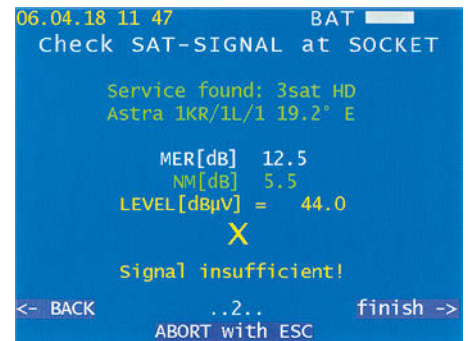 06.04.18 11 47 BAT
Check SAT-SIGNAL at SOCKET
Service found: 3sat HD
Astra 1KR/1L/1 19.2° E
MER[dB] 12.5
NM[dB] 5.5
LEVEL[dBµV] = 44.0
X
Signal insufficient!
<- BACK ..2.. finish ->
ABORT with ESC